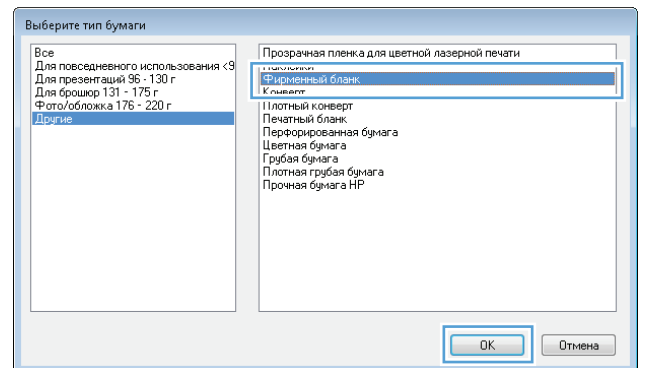 Выберите тип бумаги
Все
Для повседневного использования <9
Для презентаций 96 - 130 г
Для брошюр 131 - 175 г
Фото/обложка 176 - 220 г
Другие
Прозрачная пленка для цветной лазерной печати
Наклейки
Фирменный бланк
Конверт
Плотный конверт
Печатный бланк
Перфорированная бумага
Цветная бумага
Грубая бумага
Плотная грубая бумага
Прочная бумага HP
OK
Отмена